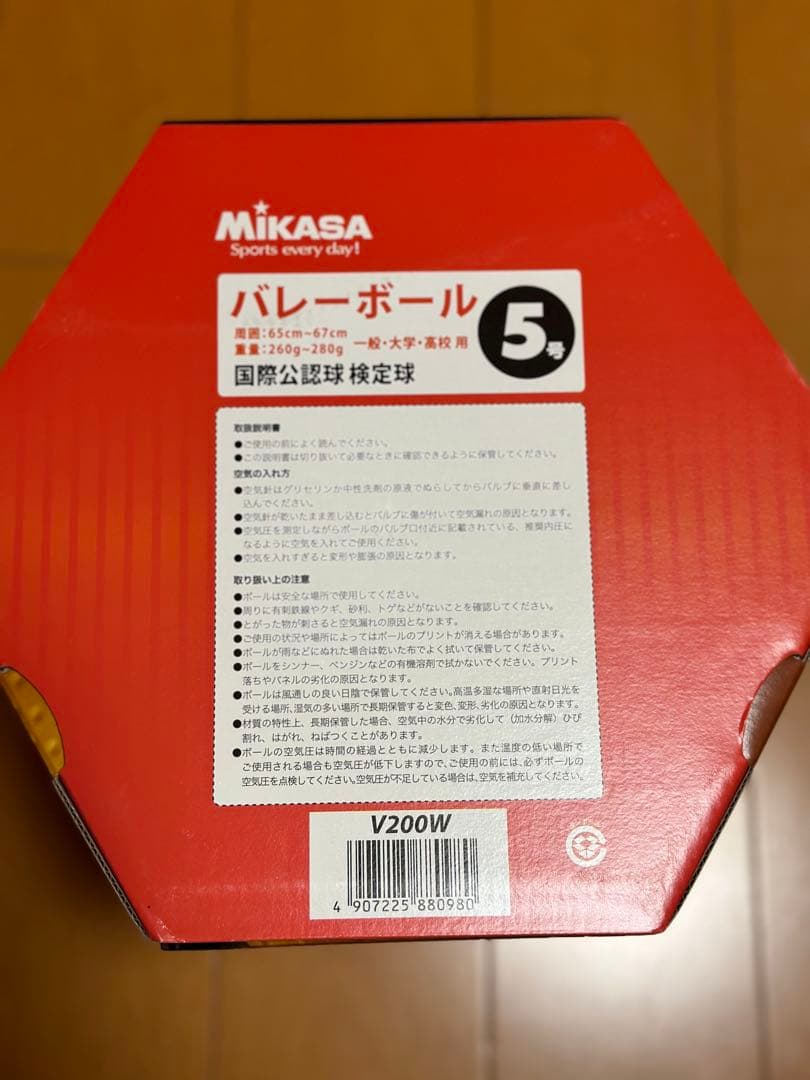 MiKASA
Sports every day!
バレーボール
周囲:65cm~67cm
重量:260g~280g
一般・大学・高校 用
5号
国際公認球 検定球
取扱説明書
●ご使用の前によく読んでください。
●この説明書は切り抜いて必要なときに確認できるように保管してください。
空気の入れ方
●空気針はグリセリンか中性洗剤の原液でぬらしてからバルブに垂直に差し
込んでください。
●空気針が乾いたまま差し込むとバルブに傷が付いて空気漏れの原因となります。
●空気圧を測定しながらボールのバルブ口付近に記載されている、推奨内圧に
なるように空気を入れてご使用ください。
●空気を入れすぎると変形や膨張の原因となります。
取り扱い上の注意
●ボールは安全な場所で使用してください。
●周りに有刺鉄線やクギ、砂利、トゲなどがないことを確認してください。
●とがった物が刺さると空気漏れの原因となります。
●ご使用の状況や場所によってはボールのプリントが消える場合があります。
●ボールが雨などにぬれた場合は乾いた布でよく拭いて保管してください。
●ボールをシンナー、ベンジンなどの有機溶剤で拭かないでください。プリント
落ちやパネルの劣化の原因となります。
●ボールは風通しの良い日陰で保管してください。高温多湿な場所や直射日光を
受ける場所、湿気の多い場所で長期保管すると変色、変形、劣化の原因となります。
●材質の特性上、長期保管した場合、空気中の水分で劣化して(加水分解)ひび
割れ、はがれ、ねばつくことがあります。
●ボールの空気圧は時間の経過とともに減少します。また温度の低い場所で
ご使用される場合も空気圧が低下しますので、ご使用の前には、必ずボールの
空気圧を点検してください。空気圧が不足している場合は、空気を補充してください。
V200W
4 907225 880980